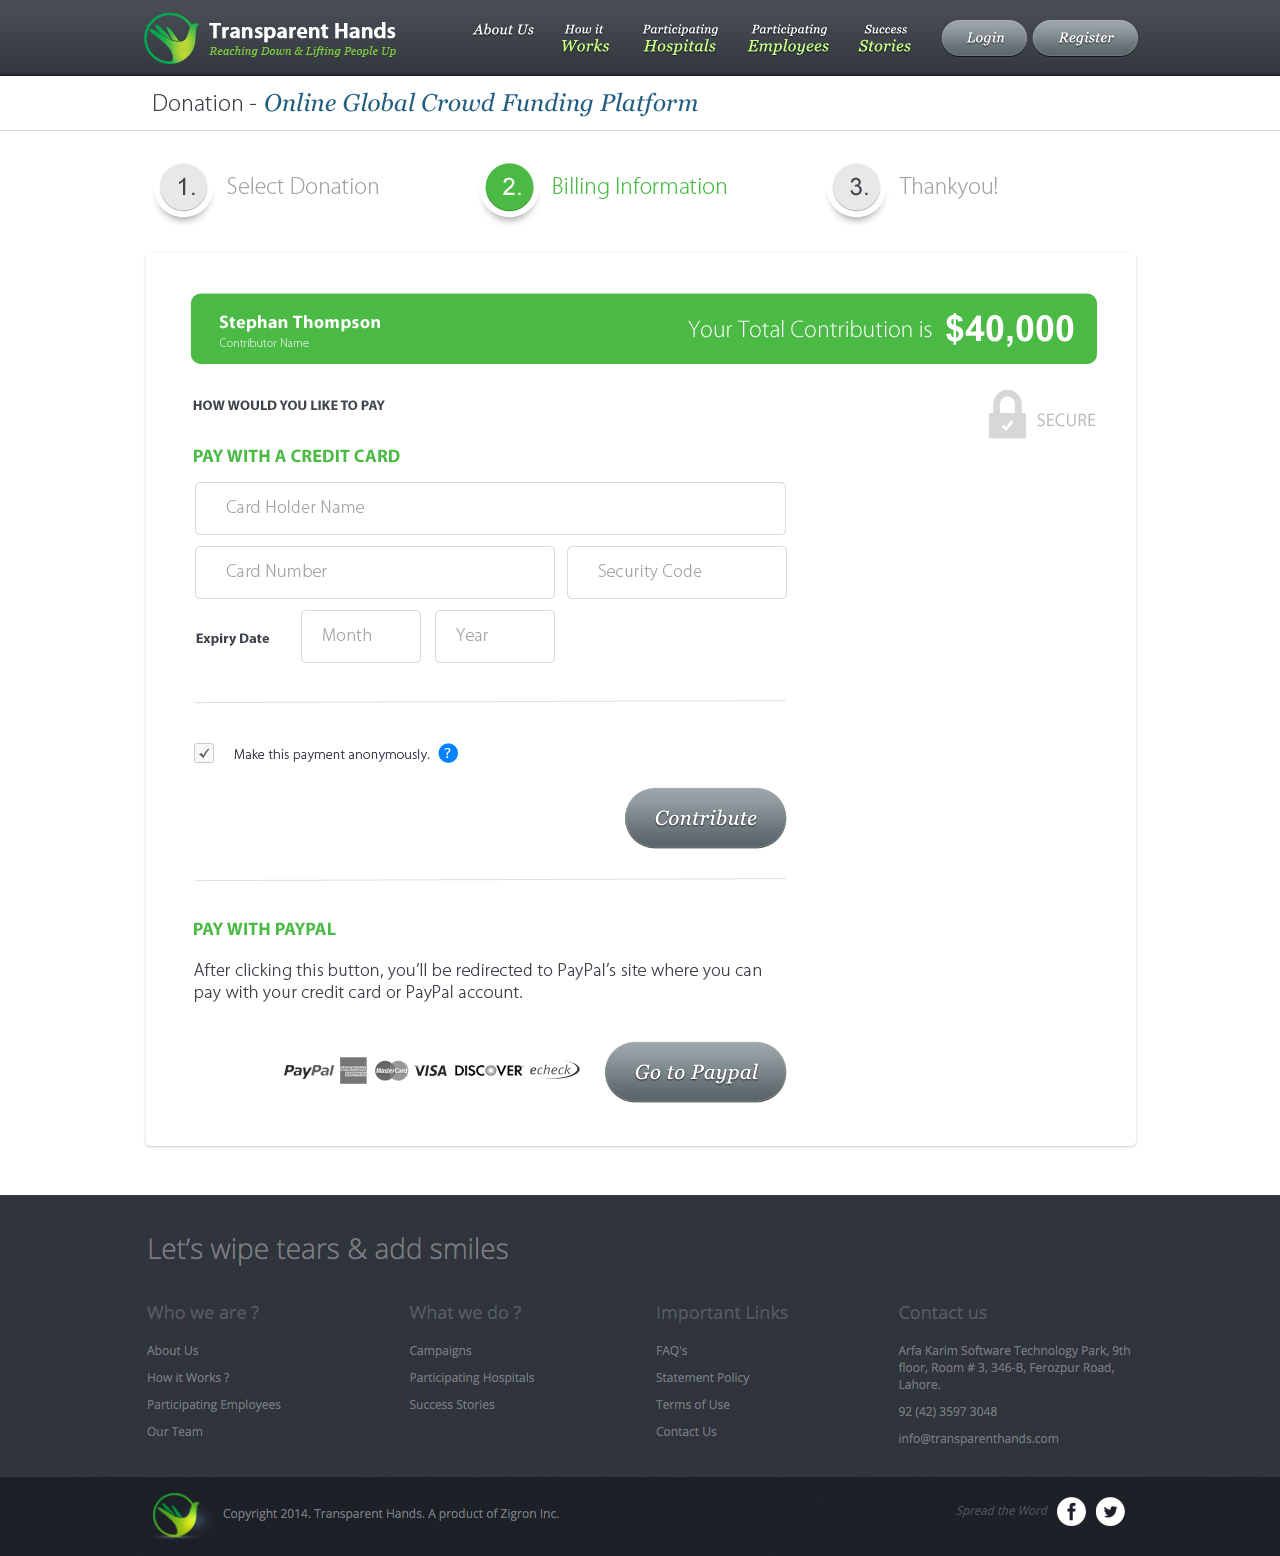 Transparent Hands
Reaching Down & Lifting People Up
About Us
How it
Works
Participating
Hospitals
Participating
Employees
Success
Stories
Login
Register
Donation - Online Global Crowd Funding Platform
1. Select Donation
2. Billing Information
3. Thankyou!
Stephan Thompson
Contributor Name
Your Total Contribution is $40,000
HOW WOULD YOU LIKE TO PAY
SECURE
PAY WITH A CREDIT CARD
Card Holder Name
Card Number
Security Code
Expiry Date
Month
Year
Make this payment anonymously. ?
Contribute
PAY WITH PAYPAL
After clicking this button, you’ll be redirected to PayPal’s site where you can
pay with your credit card or PayPal account.
PayPal
AMERICAN EXPRESS
MasterCard
VISA
DISCOVER
echeck
Go to Paypal
Let’s wipe tears & add smiles
Who we are ?
About Us
How it Works ?
Participating Employees
Our Team
What we do ?
Campaigns
Participating Hospitals
Success Stories
Important Links
FAQ's
Statement Policy
Terms of Use
Contact Us
Contact us
Arfa Karim Software Technology Park, 9th
floor, Room # 3, 346-B, Ferozpur Road,
Lahore.
92 (42) 3597 3048
info@transparenthands.com
Copyright 2014. Transparent Hands. A product of Zigron Inc.
Spread the Word